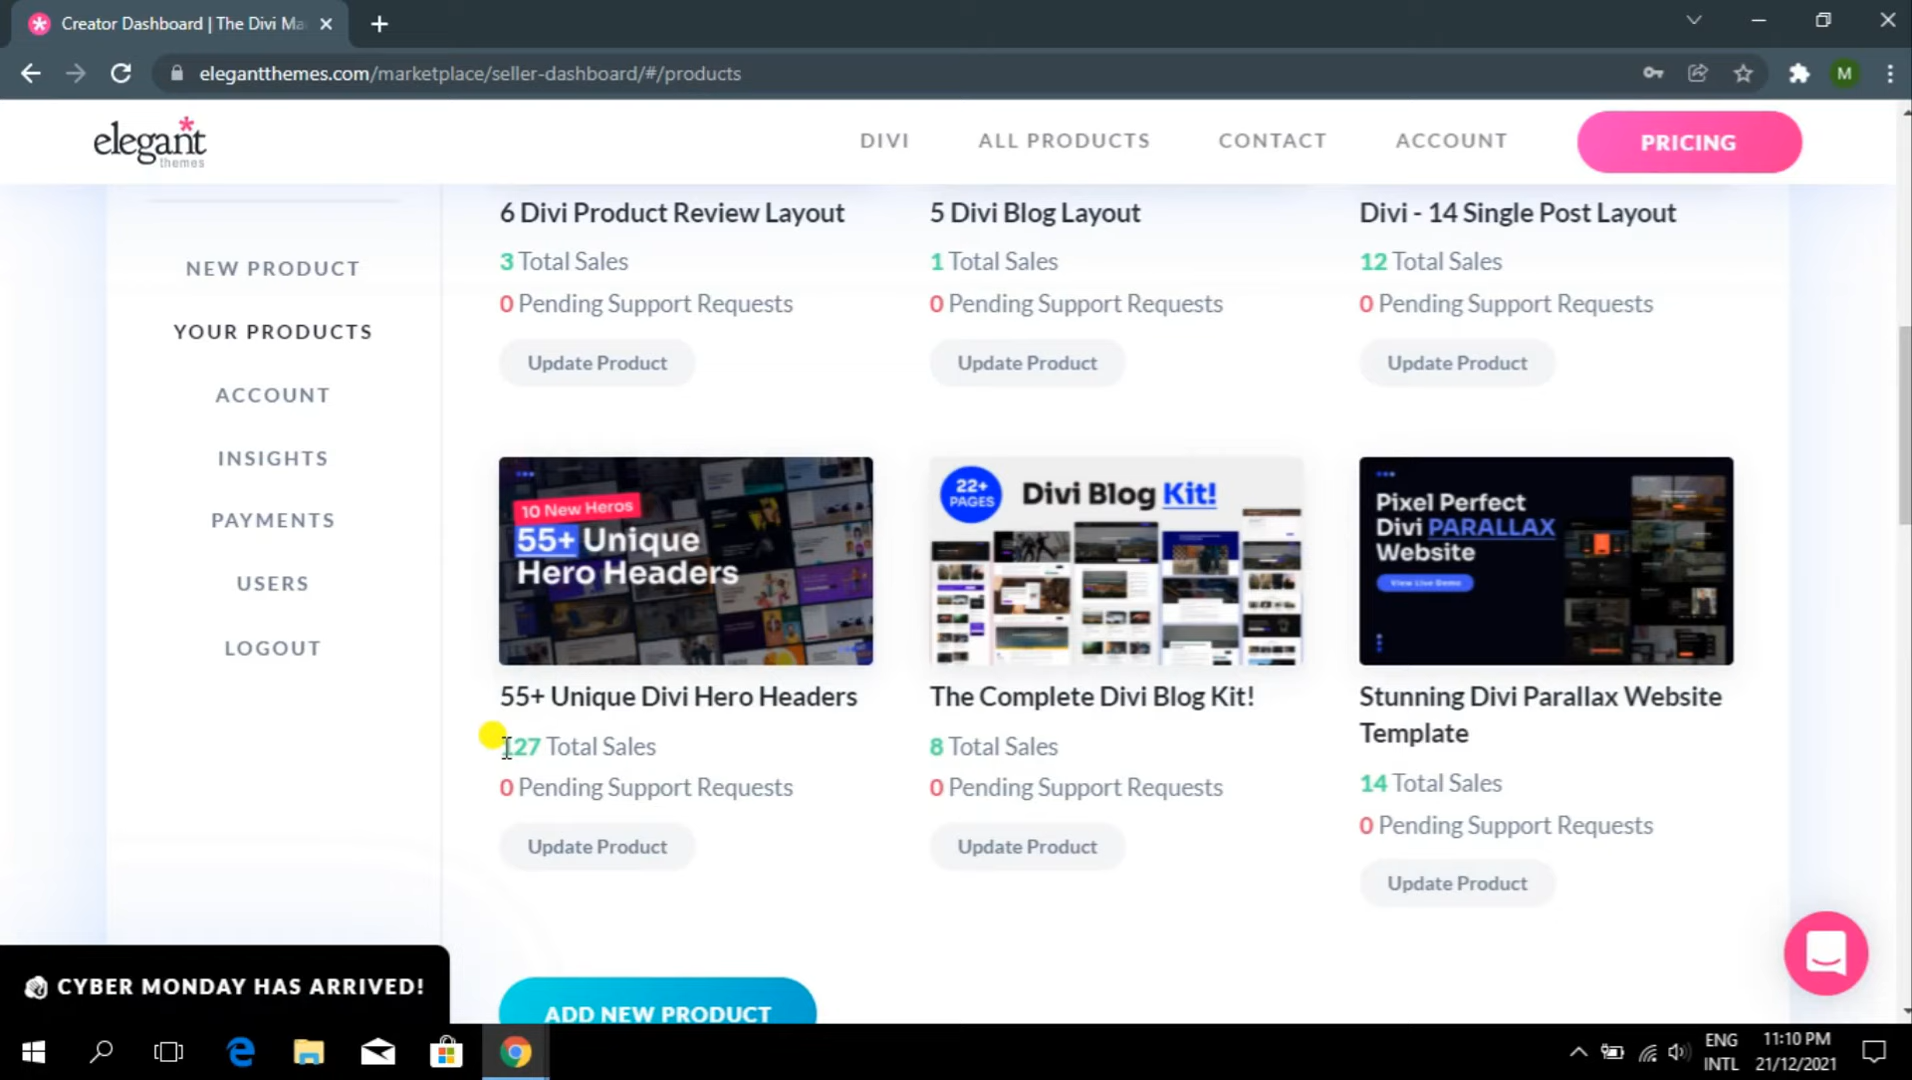 Creator Dashboard | The Divi Ma
elegantthemes.com/marketplace/seller-dashboard/#/products
M
elegant
themes
DIVI
ALL PRODUCTS
CONTACT
ACCOUNT
PRICING
NEW PRODUCT
YOUR PRODUCTS
ACCOUNT
INSIGHTS
PAYMENTS
USERS
LOGOUT
6 Divi Product Review Layout
3 Total Sales
0 Pending Support Requests
Update Product
5 Divi Blog Layout
1 Total Sales
0 Pending Support Requests
Update Product
Divi - 14 Single Post Layout
12 Total Sales
0 Pending Support Requests
Update Product
10 New Heros
55+ Unique
Hero Headers
55+ Unique Divi Hero Headers
127 Total Sales
0 Pending Support Requests
Update Product
22+
PAGES
Divi Blog Kit!
The Complete Divi Blog Kit!
8 Total Sales
0 Pending Support Requests
Update Product
Pixel Perfect
Divi PARALLAX
Website
View Live Demo
Stunning Divi Parallax Website
Template
14 Total Sales
0 Pending Support Requests
Update Product
ADD NEW PRODUCT
CYBER MONDAY HAS ARRIVED!
ENG
INTL
11:10 PM
21/12/2021